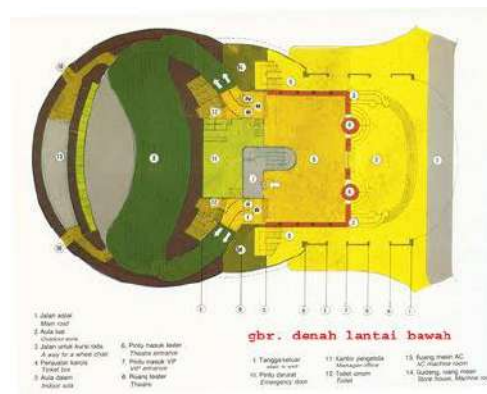 gbr. denah lantai bawah
1 Jalan aspal
Main road
2 Aula luar
Outdoor aula
3 Jalan untuk kursi roda
A way for a wheel chair
4 Penjualan karcis
Ticket box
5 Aula dalam
Indoor aula
6 Pintu masuk teater
Theatre entrance
7 Pintu masuk VIP
VIP entrance
8 Ruang teater
Theatre
9 Tangga keluar
10 Pintu darurat
Emergency door
11 Kantor pengelola
Manager office
12 Toilet umum
Toilet
13 Ruang mesin AC
AC machine room
14 Gudang, ruang mesin
Store house, Machine